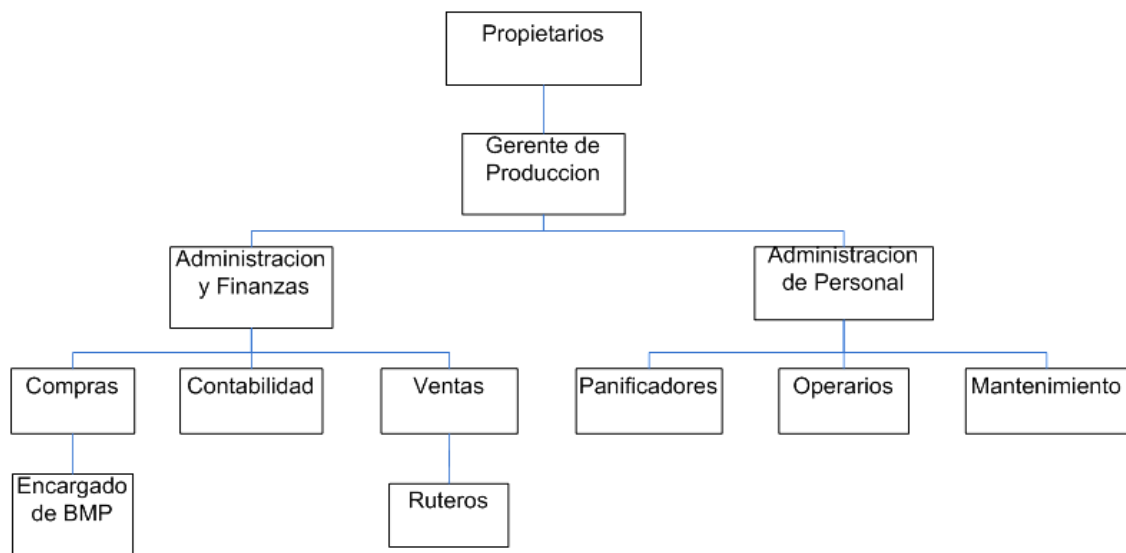 Propietarios
Gerente de
Produccion
Administracion
y Finanzas
Administracion
de Personal
Compras
Contabilidad
Ventas
Panificadores
Operarios
Mantenimiento
Encargado
de BMP
Ruteros